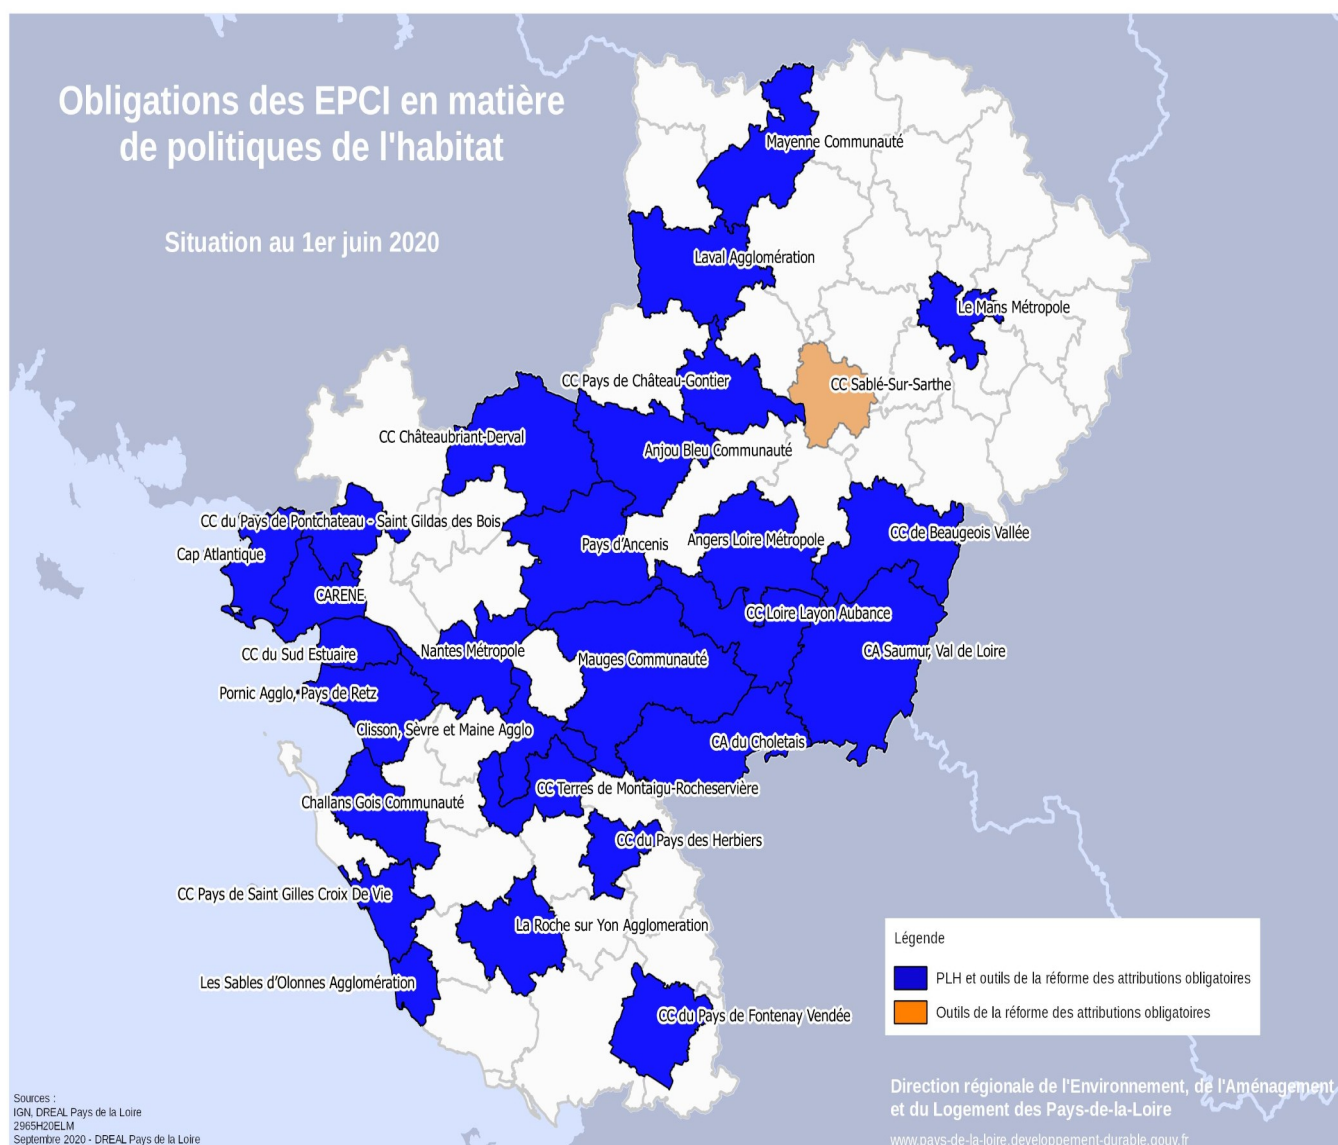 Obligations des EPCI en matière
de politiques de l'habitat
Situation au 1er juin 2020
Mayenne Communauté
Laval Agglomération
Le Mans Métropole
CC Pays de Château-Gontier
CC Sablé-Sur-Sarthe
CC Châteaubriant-Derval
Anjou Bleu Communauté
CC du Pays de Pontchateau - Saint Gildas des Bois
Cap Atlantique
Pays d'Ancenis
Angers Loire Métropole
CC de Beaugeois Vallée
CARENE
CC Loire Layon Aubance
CC du Sud Estuaire
Nantes Métropole
Mauges Communauté
CA Saumur, Val de Loire
Pornic Agglo, Pays de Retz
Clisson, Sèvre et Maine Agglo
CA du Choletais
CC Terres de Montaigu-Rocheservière
Challans Gois Communauté
CC du Pays des Herbiers
CC Pays de Saint Gilles Croix De Vie
La Roche sur Yon Agglomeration
Les Sables d'Olonnes Agglomération
CC du Pays de Fontenay Vendée
Légende
PLH et outils de la réforme des attributions obligatoires
Outils de la réforme des attributions obligatoires
Direction régionale de l'Environnement, de l'Aménagement
et du Logement des Pays-de-la-Loire
www.pays-de-la-loire.developpement-durable.gouv.fr
Sources :
IGN, DREAL Pays de la Loire
2965H20ELM
Septembre 2020 - DREAL Pays de la Loire